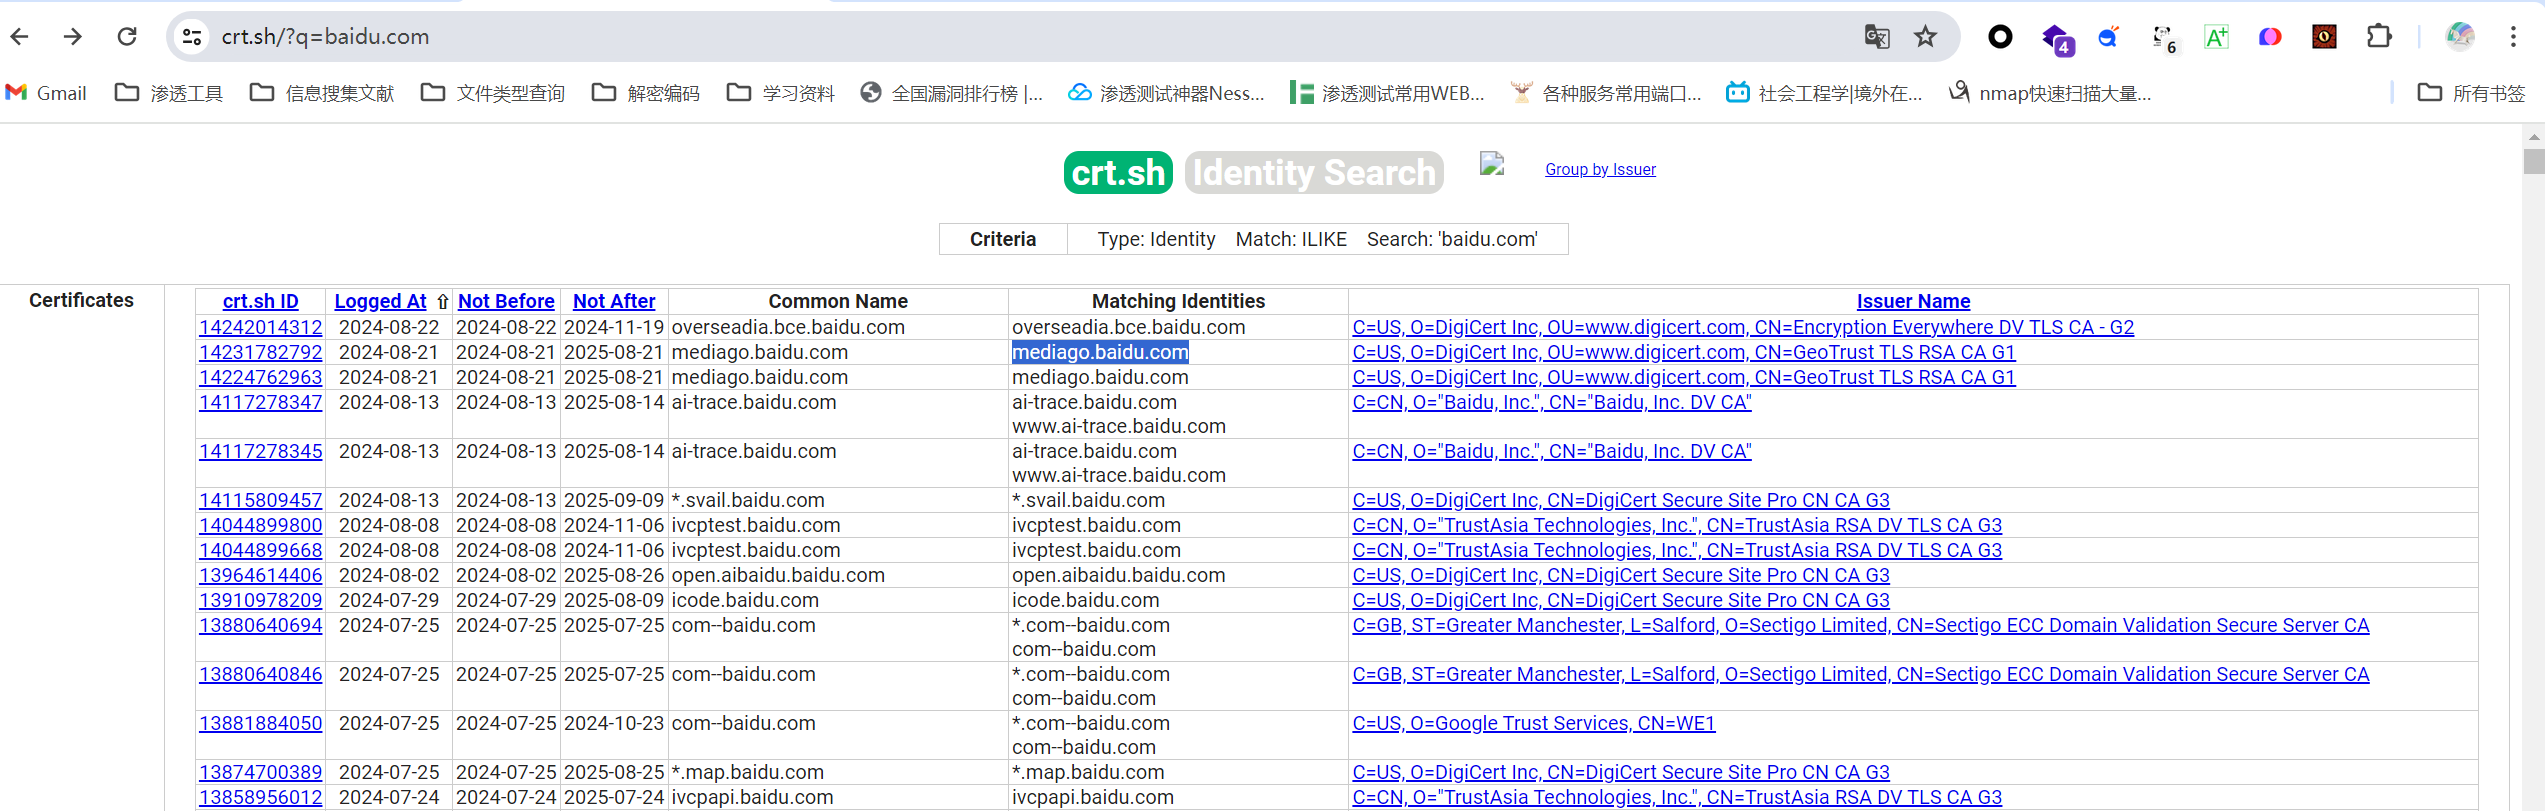 crt.sh/?q=baidu.com
4
6
A+
Gmail 渗透工具 信息搜集文献 文件类型查询 解密编码 学习资料 全国漏洞排行榜 |... 渗透测试神器Ness... 渗透测试常用WEB... 各种服务常用端口... 社会工程学|境外在... nmap快速扫描大量... 所有书签
crt.sh Identity Search Group by Issuer
Criteria Type: Identity Match: ILIKE Search: 'baidu.com'
Certificates crt.sh ID Logged At ⇧ Not Before Not After Common Name Matching Identities Issuer Name
14242014312 2024-08-22 2024-08-22 2024-11-19 overseadia.bce.baidu.com overseadia.bce.baidu.com C=US, O=DigiCert Inc, OU=www.digicert.com, CN=Encryption Everywhere DV TLS CA - G2
14231782792 2024-08-21 2024-08-21 2025-08-21 mediago.baidu.com mediago.baidu.com C=US, O=DigiCert Inc, OU=www.digicert.com, CN=GeoTrust TLS RSA CA G1
14224762963 2024-08-21 2024-08-21 2025-08-21 mediago.baidu.com mediago.baidu.com C=US, O=DigiCert Inc, OU=www.digicert.com, CN=GeoTrust TLS RSA CA G1
14117278347 2024-08-13 2024-08-13 2025-08-14 ai-trace.baidu.com ai-trace.baidu.com C=CN, O="Baidu, Inc.", CN="Baidu, Inc. DV CA"
www.ai-trace.baidu.com
14117278345 2024-08-13 2024-08-13 2025-08-14 ai-trace.baidu.com ai-trace.baidu.com C=CN, O="Baidu, Inc.", CN="Baidu, Inc. DV CA"
www.ai-trace.baidu.com
14115809457 2024-08-13 2024-08-13 2025-09-09 *.svail.baidu.com *.svail.baidu.com C=US, O=DigiCert Inc, CN=DigiCert Secure Site Pro CN CA G3
14044899800 2024-08-08 2024-08-08 2024-11-06 ivcptest.baidu.com ivcptest.baidu.com C=CN, O="TrustAsia Technologies, Inc.", CN=TrustAsia RSA DV TLS CA G3
14044899668 2024-08-08 2024-08-08 2024-11-06 ivcptest.baidu.com ivcptest.baidu.com C=CN, O="TrustAsia Technologies, Inc.", CN=TrustAsia RSA DV TLS CA G3
13964614406 2024-08-02 2024-08-02 2025-08-26 open.aibaidu.baidu.com open.aibaidu.baidu.com C=US, O=DigiCert Inc, CN=DigiCert Secure Site Pro CN CA G3
13910978209 2024-07-29 2024-07-29 2025-08-09 icode.baidu.com icode.baidu.com C=US, O=DigiCert Inc, CN=DigiCert Secure Site Pro CN CA G3
13880640694 2024-07-25 2024-07-25 2025-07-25 com--baidu.com *.com--baidu.com C=GB, ST=Greater Manchester, L=Salford, O=Sectigo Limited, CN=Sectigo ECC Domain Validation Secure Server CA
com--baidu.com
13880640846 2024-07-25 2024-07-25 2025-07-25 com--baidu.com *.com--baidu.com C=GB, ST=Greater Manchester, L=Salford, O=Sectigo Limited, CN=Sectigo ECC Domain Validation Secure Server CA
com--baidu.com
13881884050 2024-07-25 2024-07-25 2024-10-23 com--baidu.com *.com--baidu.com C=US, O=Google Trust Services, CN=WE1
com--baidu.com
13874700389 2024-07-25 2024-07-25 2025-08-25 *.map.baidu.com *.map.baidu.com C=US, O=DigiCert Inc, CN=DigiCert Secure Site Pro CN CA G3
13858956012 2024-07-24 2024-07-24 2025-07-24 ivcpapi.baidu.com ivcpapi.baidu.com C=CN, O="TrustAsia Technologies, Inc.", CN=TrustAsia RSA DV TLS CA G3